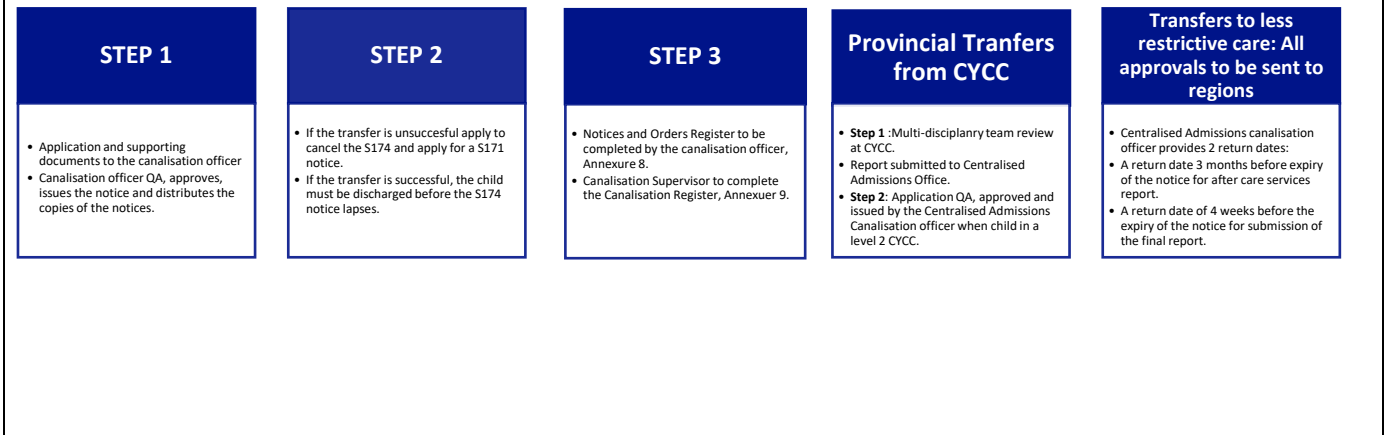 STEP 1
• Application and supporting
documents to the canalisation officer
• Canalisation officer QA, approves,
issues the notice and distributes the
copies of the notices.
STEP 2
• If the transfer is unsuccesful apply to
cancel the S174 and apply for a S171
notice.
• If the transfer is successful, the child
must be discharged before the S174
notice lapses.
STEP 3
• Notices and Orders Register to be
completed by the canalisation officer,
Annexure 8.
• Canalisation Supervisor to complete
the Canalisation Register, Annexuer 9.
Provincial Tranfers
from CYCC
• Step 1 :Multi-disciplanry team review
at CYCC.
• Report submitted to Centralised
Admissions Office.
• Step 2: Application QA, approved and
issued by the Centralised Admissions
Canalisation officer when child in a
level 2 CYCC.
Transfers to less
restrictive care: All
approvals to be sent to
regions
• Centralised Admissions canalisation
officer provides 2 return dates:
• A return date 3 months before expiry
of the notice for after care services
report.
• A return date of 4 weeks before the
expiry of the notice for submission of
the final report.